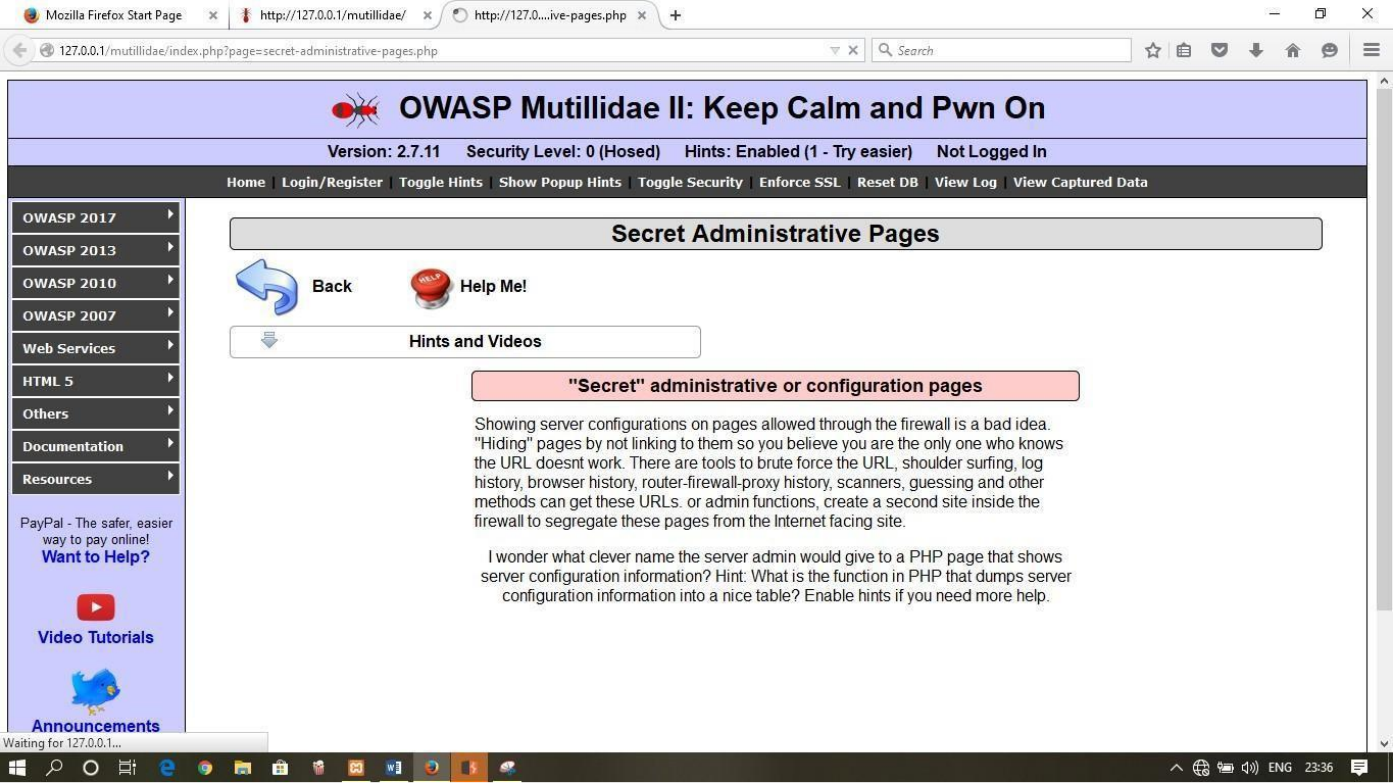 Mozilla Firefox Start Page
http://127.0.0.1/mutillidae/
http://127.0....ive-pages.php
127.0.0.1/mutillidae/index.php?page=secret-administrative-pages.php
Search
OWASP Mutillidae II: Keep Calm and Pwn On
Version: 2.7.11 Security Level: 0 (Hosed) Hints: Enabled (1 - Try easier) Not Logged In
Home | Login/Register | Toggle Hints | Show Popup Hints | Toggle Security | Enforce SSL | Reset DB | View Log | View Captured Data
OWASP 2017
OWASP 2013
OWASP 2010
OWASP 2007
Web Services
HTML 5
Others
Documentation
Resources
PayPal - The safer, easier
way to pay online!
Want to Help?
Video Tutorials
Announcements
Secret Administrative Pages
Back
HELP
Help Me!
Hints and Videos
"Secret" administrative or configuration pages
Showing server configurations on pages allowed through the firewall is a bad idea.
"Hiding" pages by not linking to them so you believe you are the only one who knows
the URL doesnt work. There are tools to brute force the URL, shoulder surfing, log
history, browser history, router-firewall-proxy history, scanners, guessing and other
methods can get these URLs. or admin functions, create a second site inside the
firewall to segregate these pages from the Internet facing site.
I wonder what clever name the server admin would give to a PHP page that shows
server configuration information? Hint: What is the function in PHP that dumps server
configuration information into a nice table? Enable hints if you need more help.
Waiting for 127.0.0.1...
ENG 23:36